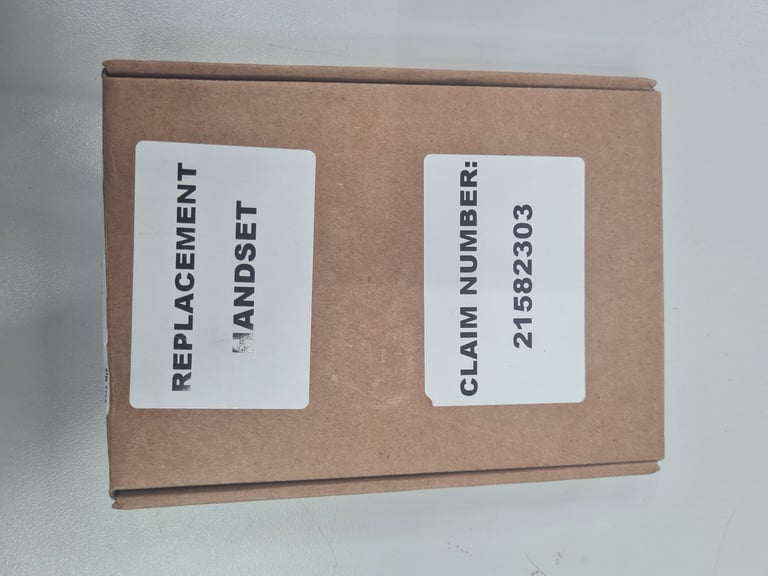 REPLACEMENT
HANDSET
CLAIM NUMBER:
21582303